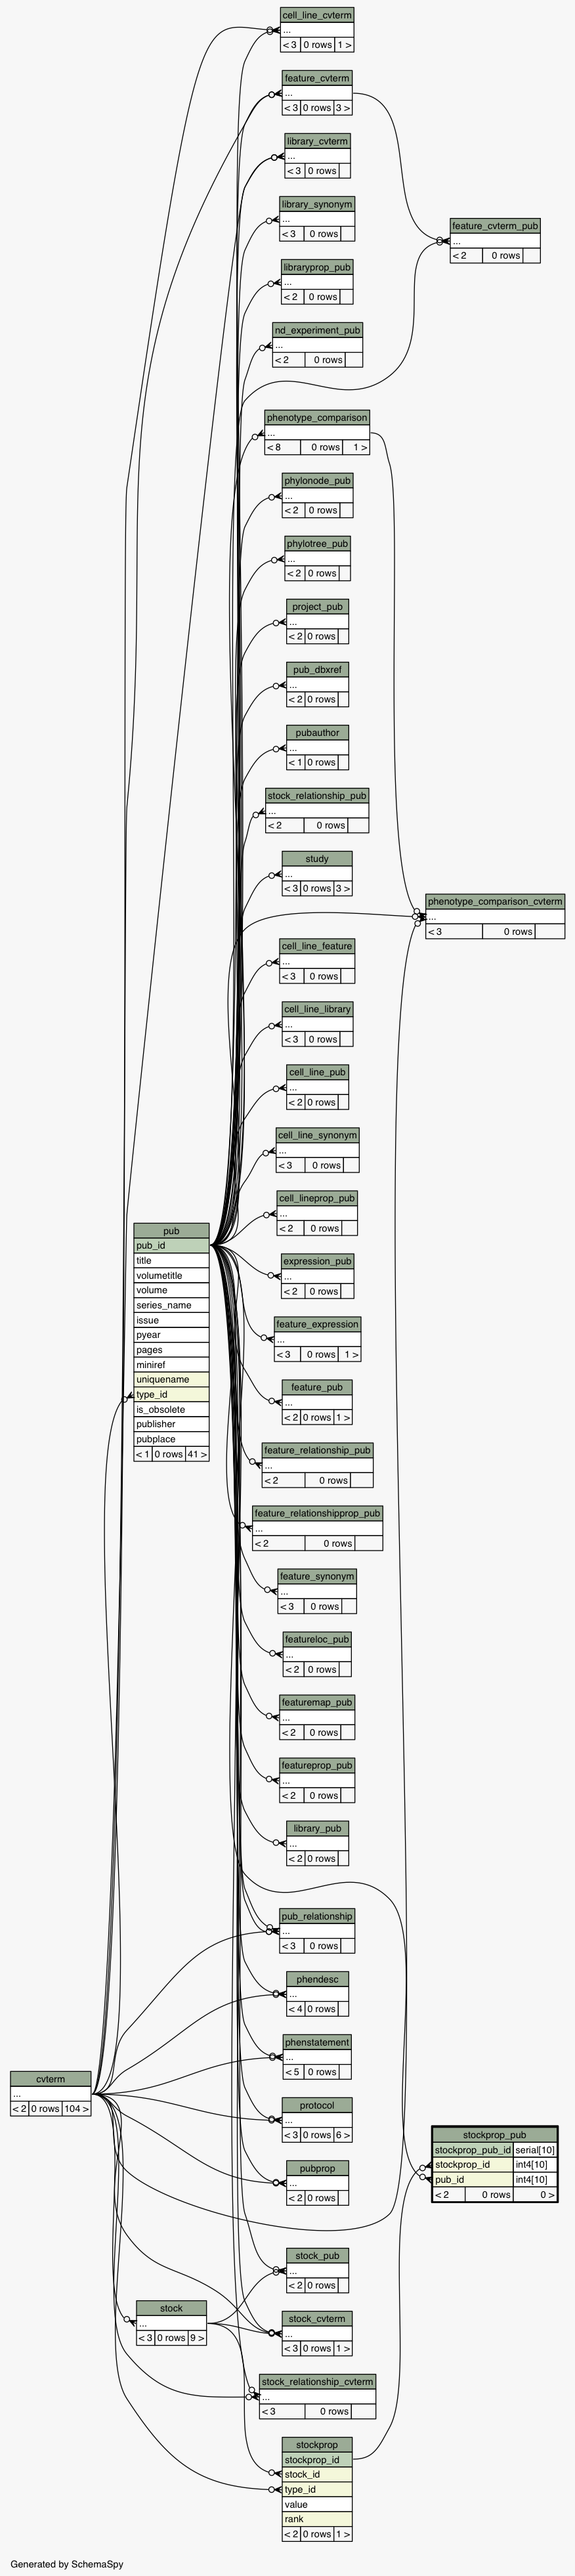 cell_line_cvterm
...
< 3 0 rows 1 >
feature_cvterm
...
< 3 0 rows 3 >
library_cvterm
...
< 3 0 rows
library_synonym
...
< 3 0 rows
feature_cvterm_pub
...
< 2 0 rows
libraryprop_pub
...
< 2 0 rows
nd_experiment_pub
...
< 2 0 rows
phenotype_comparison
...
< 8 0 rows 1 >
phylonode_pub
...
< 2 0 rows
phylotree_pub
...
< 2 0 rows
project_pub
...
< 2 0 rows
pub_dbxref
...
< 2 0 rows
pubauthor
...
< 1 0 rows
stock_relationship_pub
...
< 2 0 rows
study
...
< 3 0 rows 3 >
phenotype_comparison_cvterm
...
< 3 0 rows
cell_line_feature
...
< 3 0 rows
cell_line_library
...
< 3 0 rows
cell_line_pub
...
< 2 0 rows
cell_line_synonym
...
< 3 0 rows
cell_lineprop_pub
...
< 2 0 rows
pub
pub_id
title
volumetitle
volume
series_name
issue
pyear
pages
miniref
uniquename
type_id
is_obsolete
publisher
pubplace
< 1 0 rows 41 >
expression_pub
...
< 2 0 rows
feature_expression
...
< 3 0 rows 1 >
feature_pub
...
< 2 0 rows 1 >
feature_relationship_pub
...
< 2 0 rows
feature_relationshipprop_pub
...
< 2 0 rows
feature_synonym
...
< 3 0 rows
featureloc_pub
...
< 2 0 rows
featuremap_pub
...
< 2 0 rows
featureprop_pub
...
< 2 0 rows
library_pub
...
< 2 0 rows
pub_relationship
...
< 3 0 rows
phendesc
...
< 4 0 rows
phenstatement
...
< 5 0 rows
cvterm
...
< 2 0 rows 104 >
protocol
...
< 3 0 rows 6 >
stockprop_pub
stockprop_pub_id serial[10]
stockprop_id int4[10]
pub_id int4[10]
< 2 0 rows 0 >
pubprop
...
< 2 0 rows
stock_pub
...
< 2 0 rows
stock
...
< 3 0 rows 9 >
stock_cvterm
...
< 3 0 rows 1 >
stock_relationship_cvterm
...
< 3 0 rows
stockprop
stockprop_id
stock_id
type_id
value
rank
< 2 0 rows 1 >
Generated by SchemaSpy